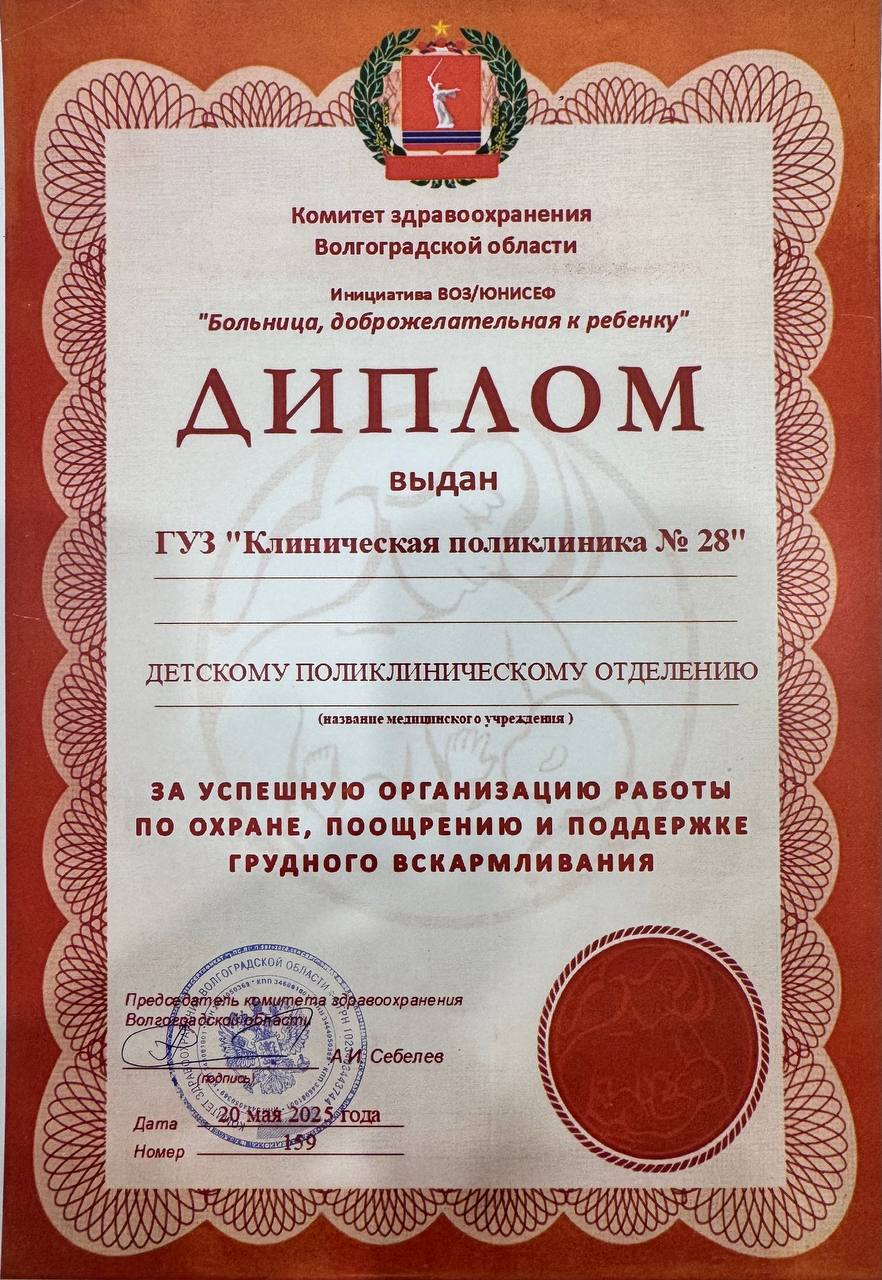 Комитет здравоохранения
Волгоградской области
Инициатива ВОЗ/ЮНИСЕФ
"Больница, доброжелательная к ребенку"
ДИПЛОМ
выдан
ГУЗ "Клиническая поликлиника № 28"
ДЕТСКОМУ ПОЛИКЛИНИЧЕСКОМУ ОТДЕЛЕНИЮ
(название медицинского учреждения )
ЗА УСПЕШНУЮ ОРГАНИЗАЦИЮ РАБОТЫ
ПО ОХРАНЕ, ПООЩРЕНИЮ И ПОДДЕРЖКЕ
ГРУДНОГО ВСКАРМЛИВАНИЯ
Председатель комитета здравоохранения
Волгоградской области
А.И. Себелев
(подпись)
Дата 20 мая 2025 года
Номер 159
ВОЛГОГРАДСКОЙ ОБЛАСТИ